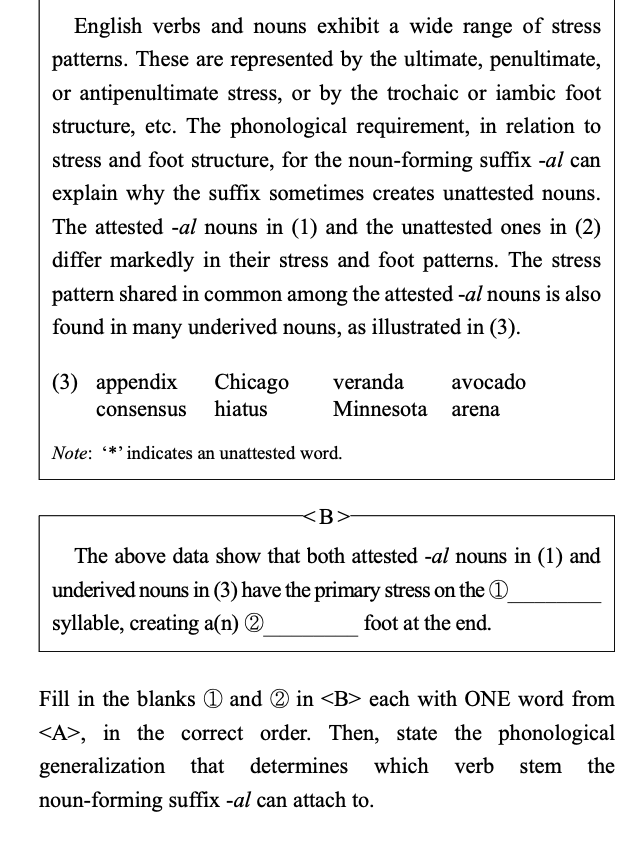 English verbs and nouns exhibit a wide range of stress
patterns. These are represented by the ultimate, penultimate,
or antipenultimate stress, or by the trochaic or iambic foot
structure, etc. The phonological requirement, in relation to
stress and foot structure, for the noun-forming suffix -al can
explain why the suffix sometimes creates unattested nouns.
The attested -al nouns in (1) and the unattested ones in (2)
differ markedly in their stress and foot patterns. The stress
pattern shared in common among the attested -al nouns is also
found in many underived nouns, as illustrated in (3).
(3) appendix Chicago veranda avocado
consensus hiatus Minnesota arena
Note: ‘*’ indicates an unattested word.
<B>
The above data show that both attested -al nouns in (1) and
underived nouns in (3) have the primary stress on the ①________
syllable, creating a(n) ②________ foot at the end.
Fill in the blanks ① and ② in <B> each with ONE word from
<A>, in the correct order. Then, state the phonological
generalization that determines which verb stem the
noun-forming suffix -al can attach to.